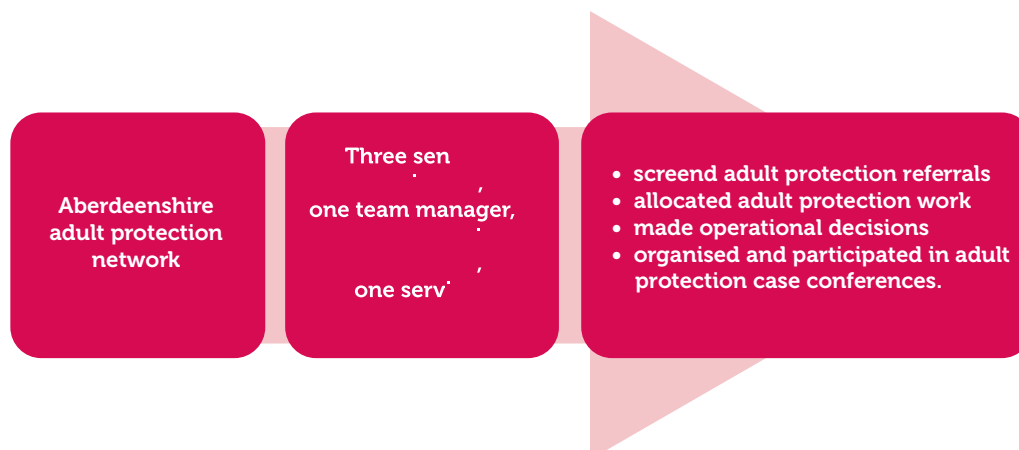 Aberdeenshire
adult protection
network
Three sen
one team manager,
one serv
• screend adult protection referrals
• allocated adult protection work
• made operational decisions
• organised and participated in adult
protection case conferences.